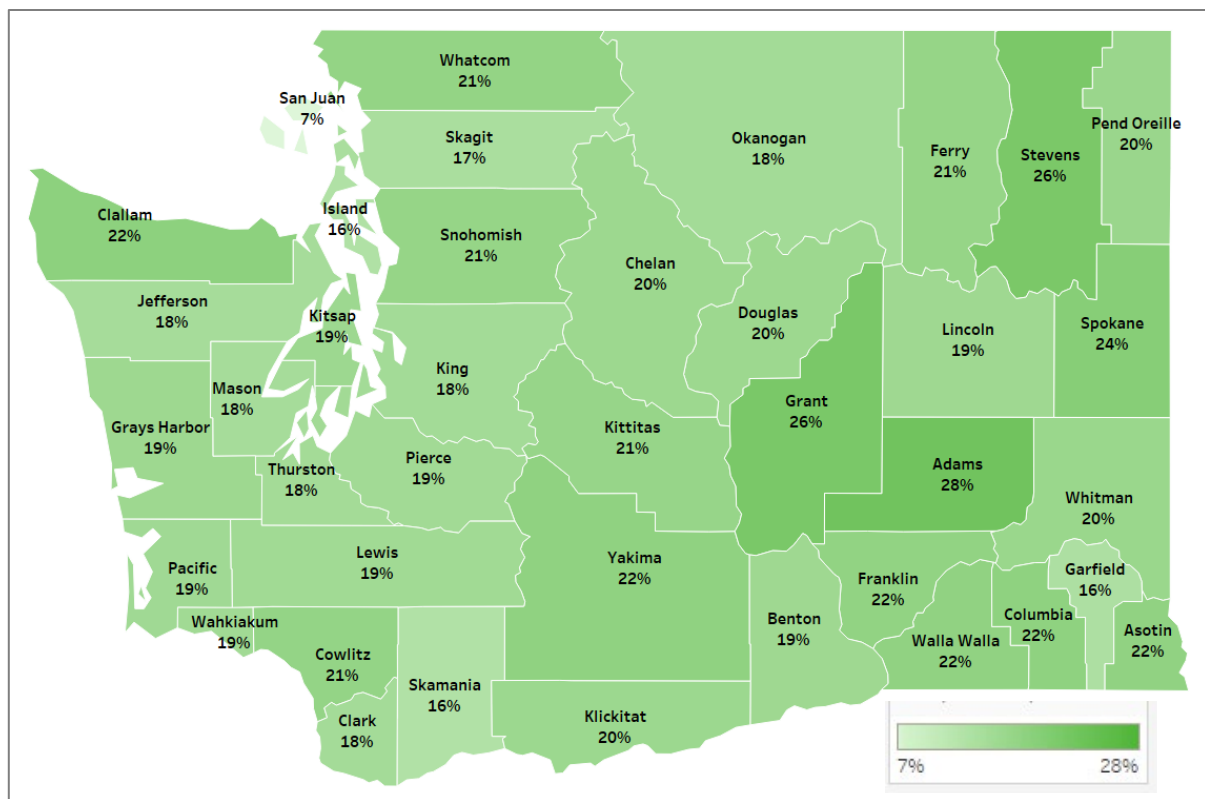 Whatcom
21%
San Juan
7%
Skagit
17%
Okanogan
18%
Ferry
21%
Stevens
26%
Pend Oreille
20%
Clallam
22%
Island
16%
Snohomish
21%
Chelan
20%
Jefferson
18%
Kitsap
19%
Douglas
20%
Lincoln
19%
Spokane
24%
King
18%
Mason
18%
Grant
26%
Grays Harbor
19%
Kittitas
21%
Thurston
18%
Pierce
19%
Adams
28%
Whitman
20%
Pacific
19%
Lewis
19%
Yakima
22%
Franklin
22%
Garfield
16%
Wahkiakum
19%
Benton
19%
Columbia
22%
Asotin
22%
Walla Walla
22%
Cowlitz
21%
Skamania
16%
Clark
18%
Klickitat
20%
7%
28%